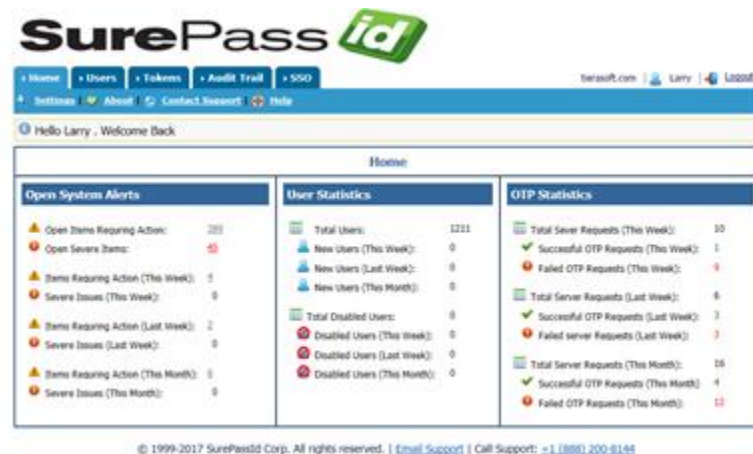 SurePass id
Home Users Tokens Audit Trail SSO
tierasoft.com Larry Logout
Settings About Contact Support Help
Hello Larry . Welcome Back
Home
Open System Alerts
Open Items Requring Action:
Open Severe Items: 45
Items Requring Action (This Week): 4
Severe Issues (This Week): 0
Items Requring Action (Last Week): 2
Severe Issues (Last Week): 0
Items Requring Action (This Month):
Severe Issues (This Month): 0
User Statistics
Total Users: 1211
New Users (This Week): 0
New Users (Last Week): 0
New Users (This Month): 0
Total Disabled Users: 0
Disabled Users (This Week): 0
Disabled Users (Last Week): 0
Disabled Users (This Month): 0
OTP Statistics
Total Sever Requests (This Week): 10
Successful OTP Requests (This Week): 1
Failed OTP Requests (This Week): 9
Total Server Requests (Last Week): 6
Successful OTP Requests (Last Week): 3
Failed server Requests (Last Week): 3
Total Server Requests (This Month): 16
Successful OTP Requests (This Month) 4
Failed OTP Requests (This Month): 12
© 1999-2017 SurePassId Corp. All rights reserved. | Email Support | Call Support: +1 (888) 200-8144